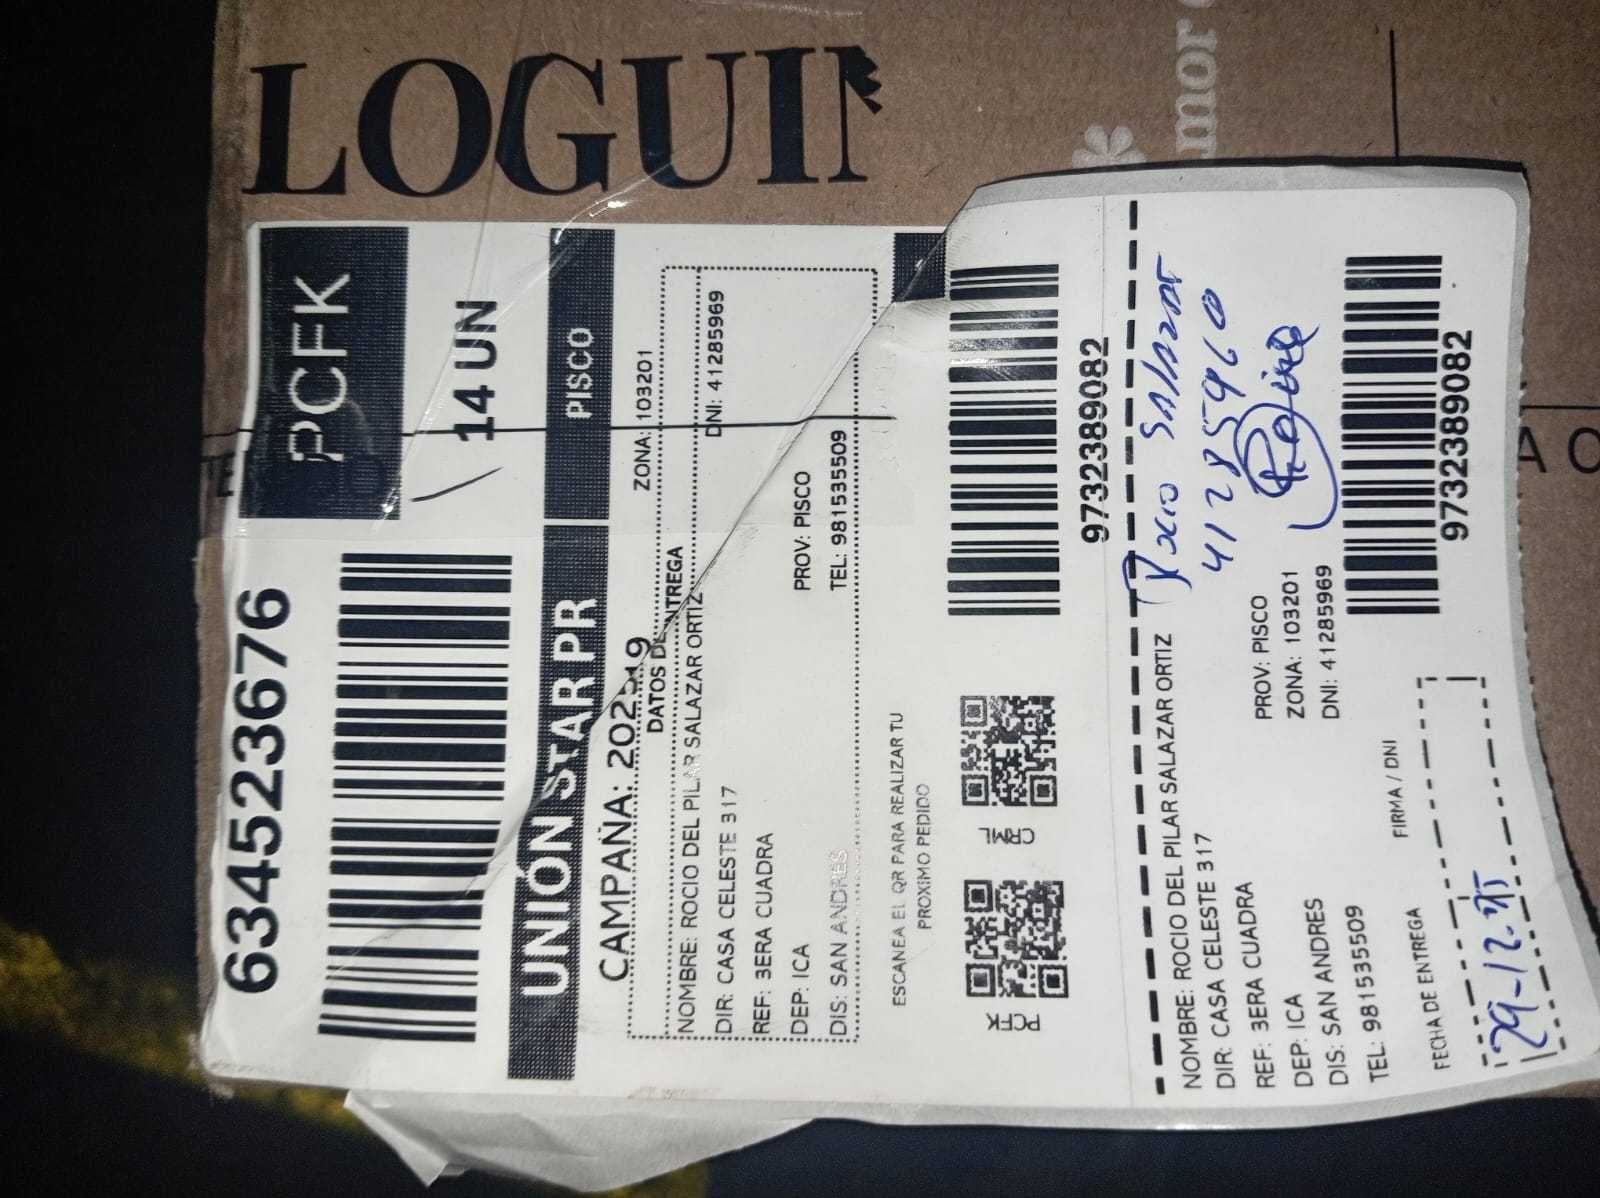 LOGUIN
amor
PCFK
14 UN
6345236676
UNIÓN STAR PR
PISCO
CAMPAÑA: 202519
ZONA: 103201
DATOS DE ENTREGA
NOMBRE: ROCIO DEL PILAR SALAZAR ORTIZ
DNI: 41285969
DIR: CASA CELESTE 317
REF: 3ERA CUADRA
DEP: ICA
PROV: PISCO
DIS: SAN ANDRES
TEL: 981535509
ESCANEA EL QR PARA REALIZAR TU
PROXIMO PEDIDO
PCFK
CRML
9732389082
Rocio Salazar
NOMBRE: ROCIO DEL PILAR SALAZAR ORTIZ
DIR: CASA CELESTE 317
REF: 3ERA CUADRA
PROV: PISCO
DEP: ICA
ZONA: 103201
DIS: SAN ANDRES
DNI: 41285969
TEL: 981535509
FIRMA / DNI
FECHA DE ENTREGA
9732389082
A O